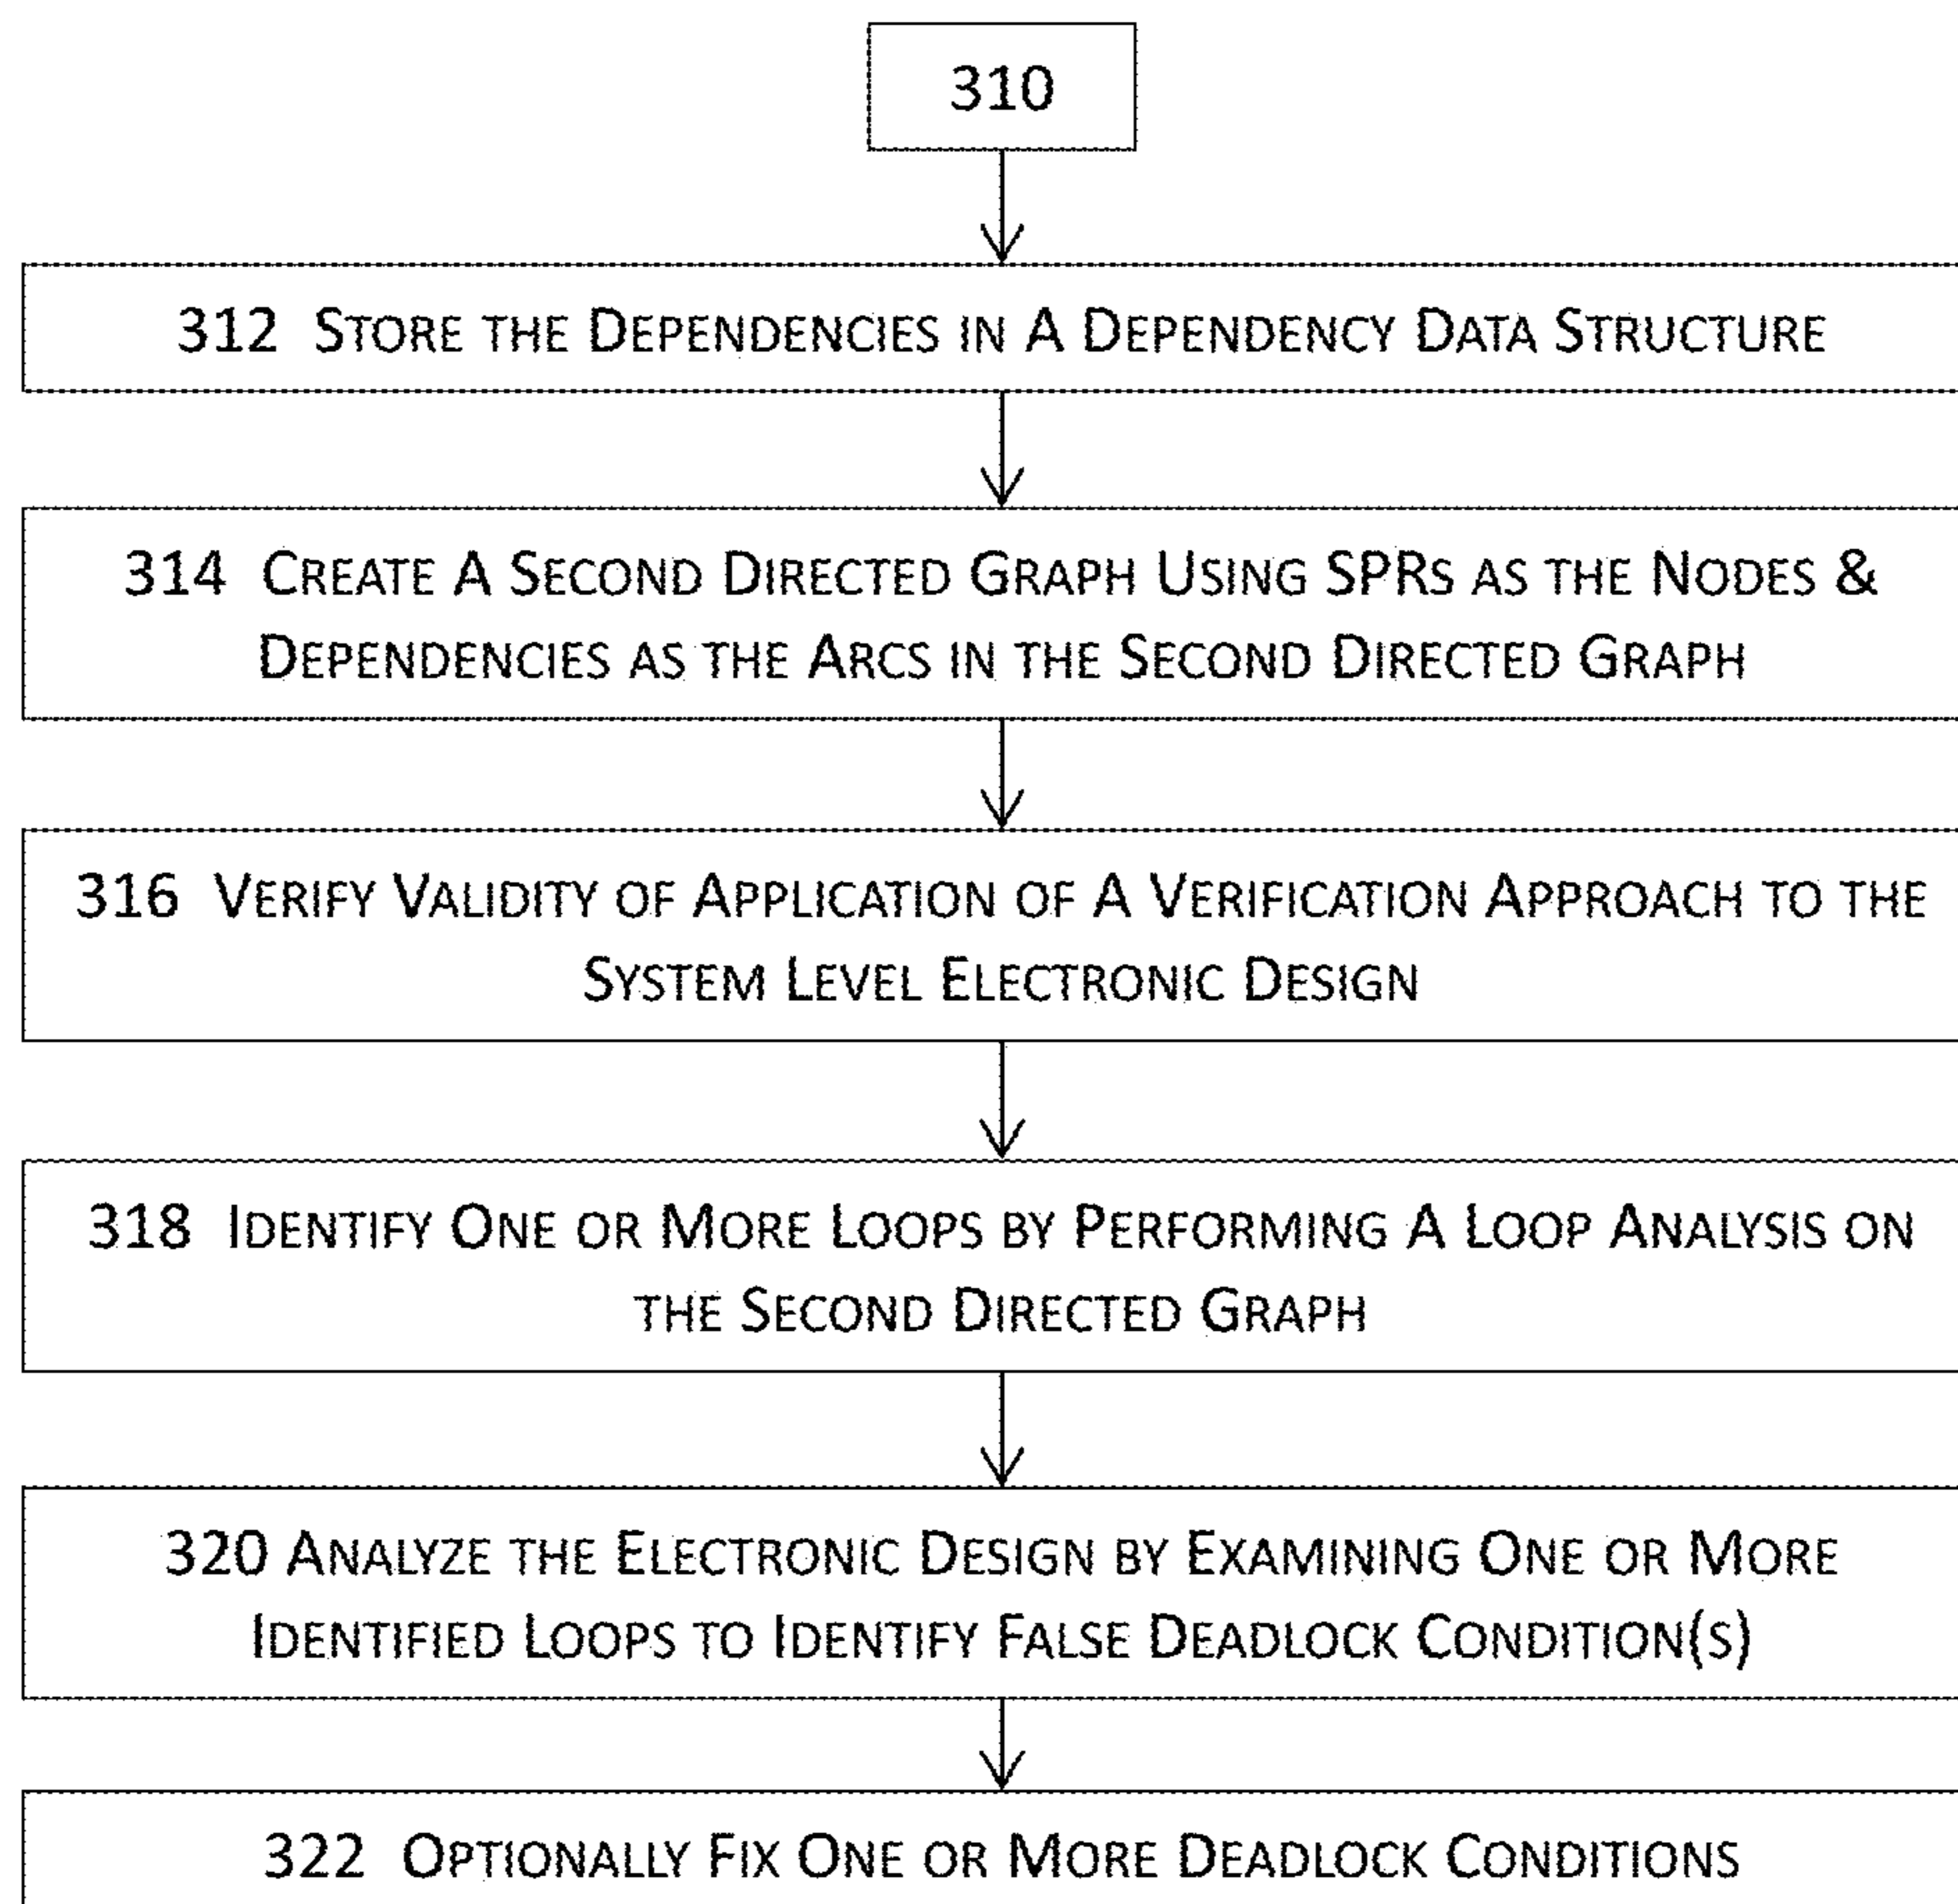 310
312 Store the Dependencies in A Dependency Data Structure
314 Create A Second Directed Graph Using SPRs as the Nodes &
Dependencies as the Arcs in the Second Directed Graph
316 Verify Validity of Application of A Verification Approach to the
System Level Electronic Design
318 Identify One or More Loops by Performing A Loop Analysis on
the Second Directed Graph
320 Analyze the Electronic Design by Examining One or More
Identified Loops to Identify False Deadlock Condition(s)
322 Optionally Fix One or More Deadlock Conditions